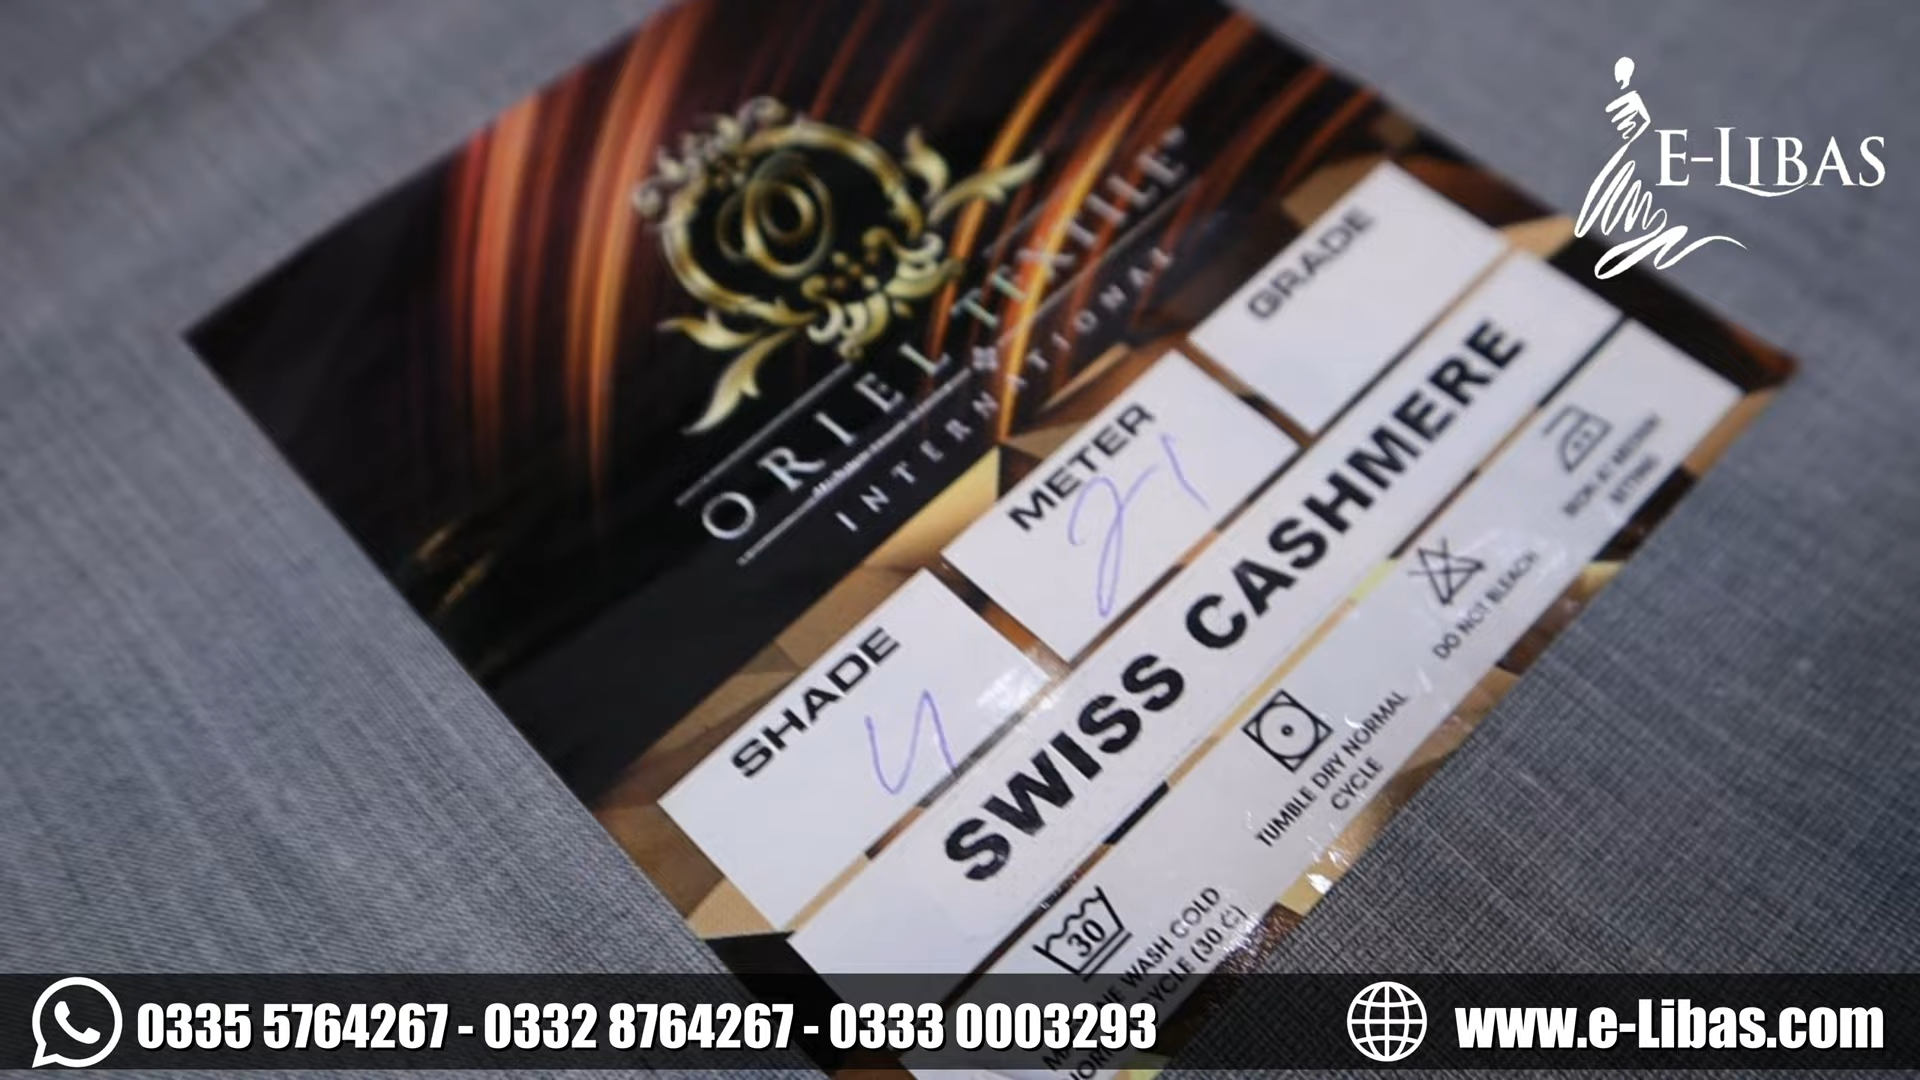 E-LIBAS
ORIEL TEXTILE
INTERNATIONAL
SHADE
4
METER
21
GRADE
SWISS CASHMERE
30
WASH COLD
CYCLE (30 C)
TUMBLE DRY NORMAL
CYCLE
DO NOT BLEACH
IRON AT MEDIUM
SETTING
0335 5764267 - 0332 8764267 - 0333 0003293
www.e-Libas.com